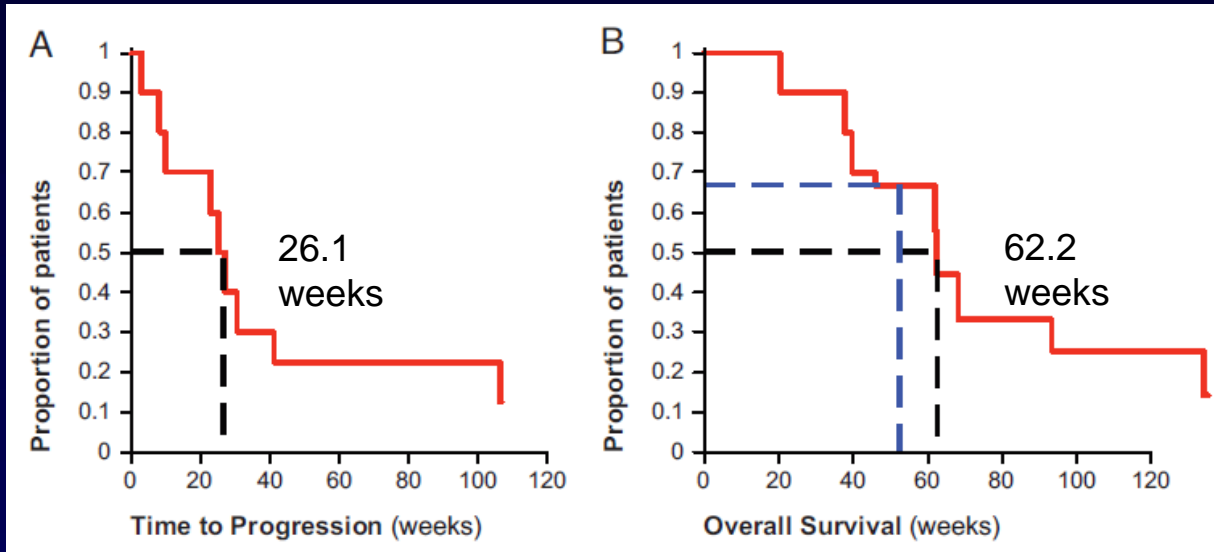 A
Proportion of patients
1
0.9
0.8
0.7
0.6
0.5
0.4
0.3
0.2
0.1
0
26.1
weeks
0 20 40 60 80 100 120
Time to Progression (weeks)
B
Proportion of patients
1
0.9
0.8
0.7
0.6
0.5
0.4
0.3
0.2
0.1
0
62.2
weeks
0 20 40 60 80 100 120
Overall Survival (weeks)